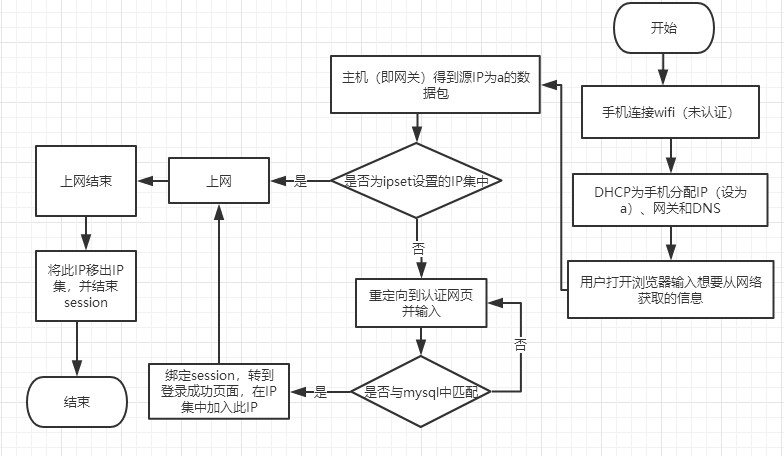 开始
手机连接wifi（未认证）
DHCP为手机分配IP（设为
a）、网关和DNS
用户打开浏览器输入想要从网络
获取的信息
主机（即网关）得到源IP为a的数
据包
是否为ipset设置的IP集中
是
上网
上网结束
将此IP移出IP
集，并结束
session
结束
否
重定向到认证网页
并输入
是否与mysql中匹配
否
是
绑定session，转到
登录成功页面，在IP
集中加入此IP